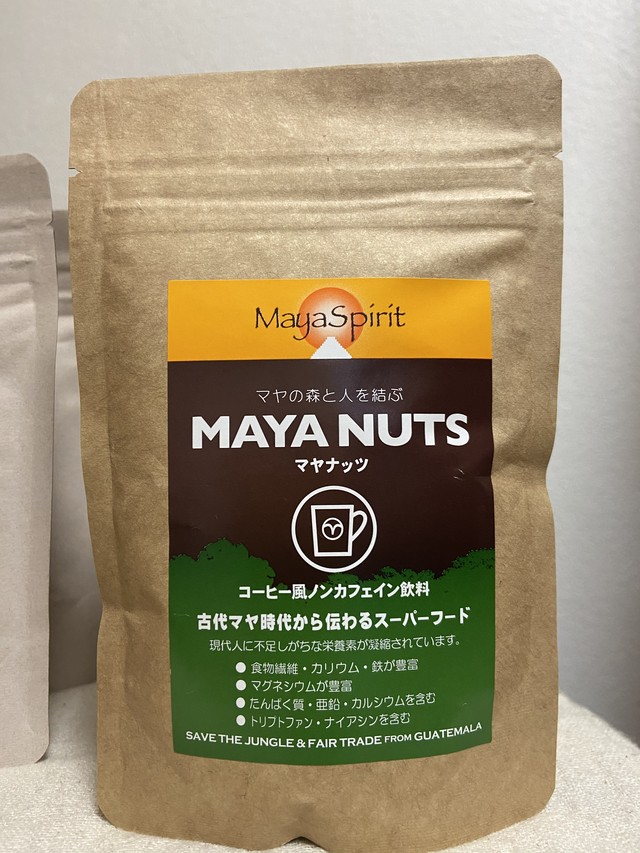 MayaSpirit
マヤの森と人を結ぶ
MAYA NUTS
マヤナッツ
コーヒー風ノンカフェイン飲料
古代マヤ時代から伝わるスーパーフード
現代人に不足しがちな栄養素が凝縮されています。
● 食物繊維・カリウム・鉄が豊富
● マグネシウムが豊富
● たんぱく質・亜鉛・カルシウムを含む
● トリプトファン・ナイアシンを含む
SAVE THE JUNGLE & FAIR TRADE FROM GUATEMALA